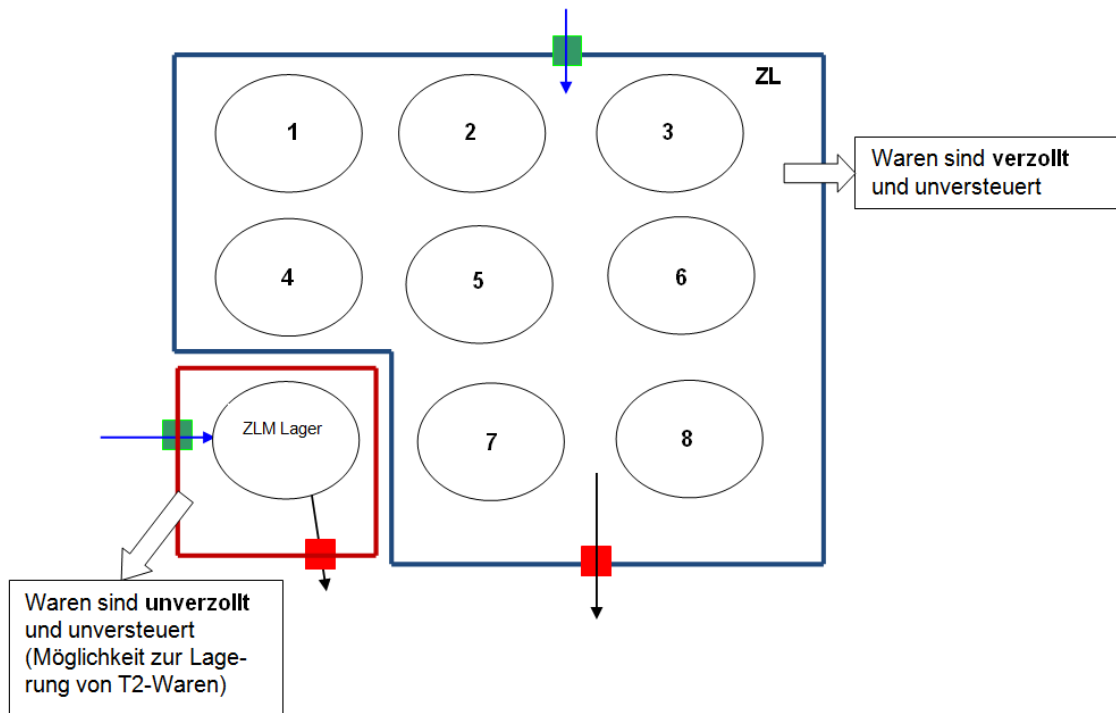 ZL
1
2
3
Waren sind verzollt
und unversteuert
4
5
6
ZLM Lager
7
8
Waren sind unverzollt
und unversteuert
(Möglichkeit zur Lage-
rung von T2-Waren)